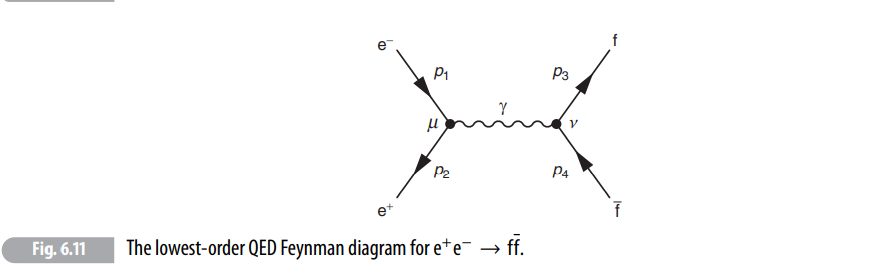 e⁻
f
p₁
p₃
γ
μ
ν
p₂
p₄
e⁺
f̄
Fig. 6.11 The lowest-order QED Feynman diagram for e⁺e⁻ → ff̄.